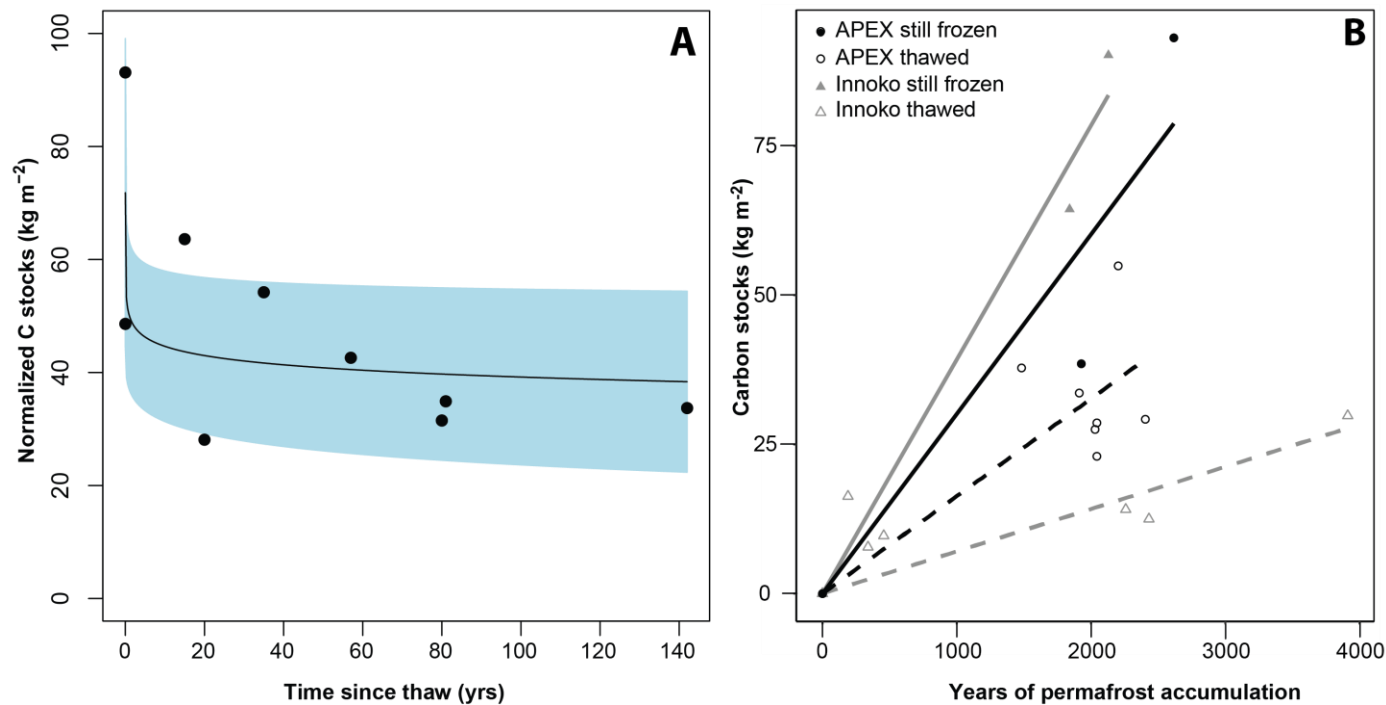 A
Normalized C stocks (kg m−2)
100
80
60
40
20
0
0 20 40 60 80 100 120 140
Time since thaw (yrs)
B
APEX still frozen
APEX thawed
Innoko still frozen
Innoko thawed
Carbon stocks (kg m-2)
75
50
25
0
0 1000 2000 3000 4000
Years of permafrost accumulation